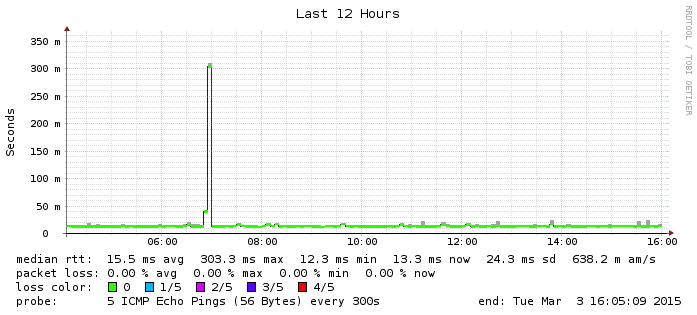 Last 12 Hours
RRDTOOL / TOBI OETIKER
Seconds
350 m
300 m
250 m
200 m
150 m
100 m
50 m
0
06:00 08:00 10:00 12:00 14:00 16:00
median rtt: 15.5 ms avg 303.3 ms max 12.3 ms min 13.3 ms now 24.3 ms sd 638.2 m am/s
packet loss: 0.00 % avg 0.00 % max 0.00 % min 0.00 % now
loss color: 0 1/5 2/5 3/5 4/5
probe: 5 ICMP Echo Pings (56 Bytes) every 300s end: Tue Mar 3 16:05:09 2015